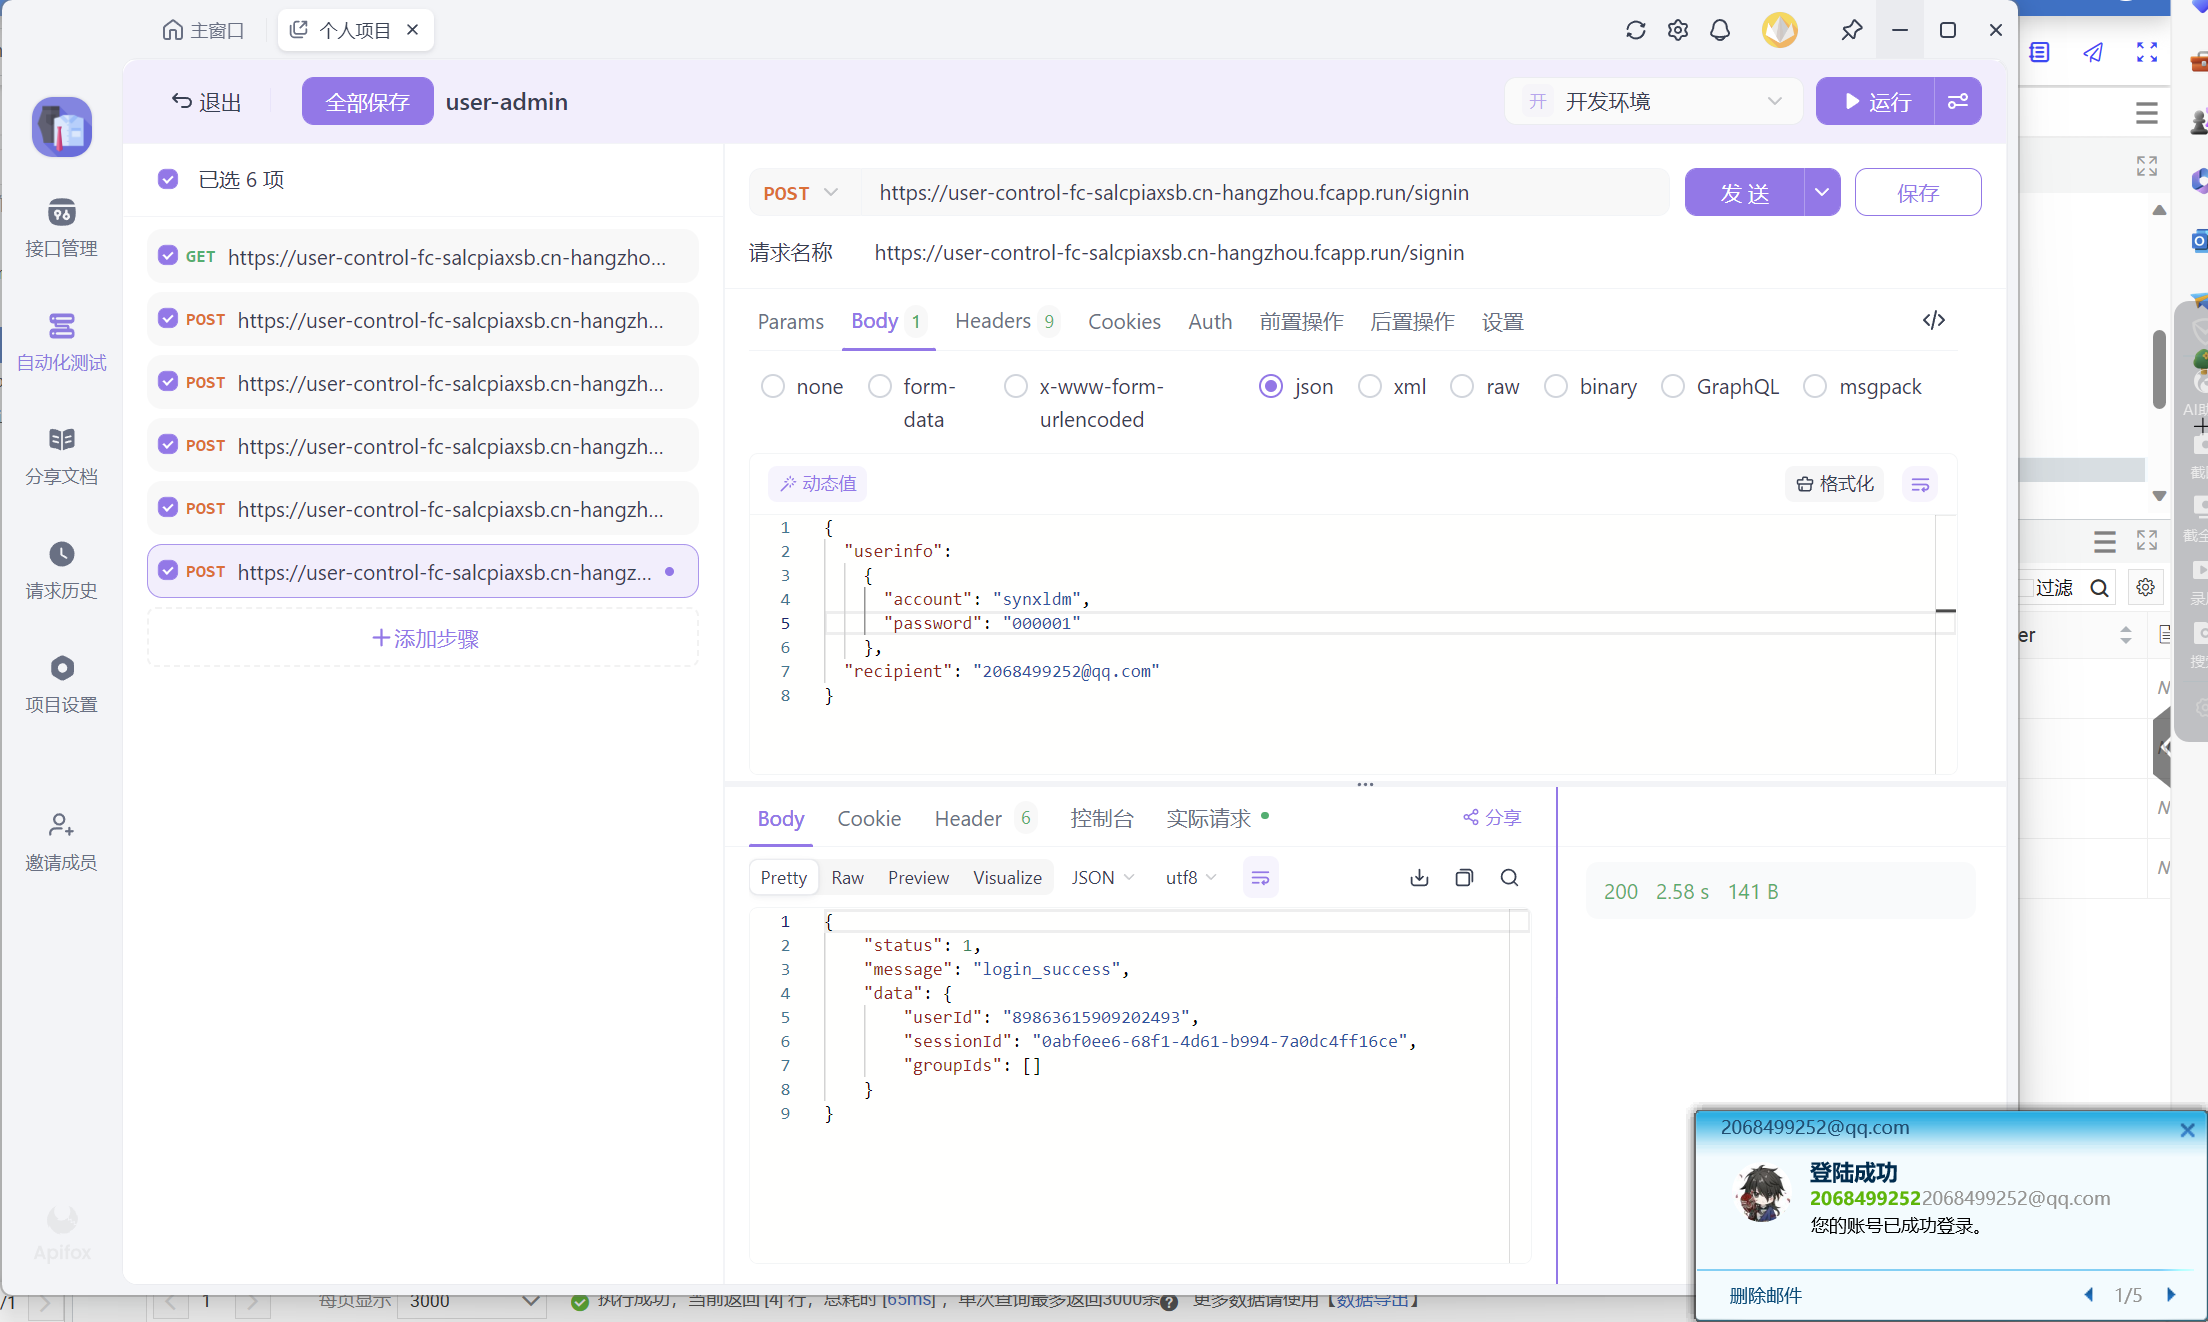 主窗口
个人项目
退出
全部保存
user-admin
开 开发环境
运行
接口管理
自动化测试
分享文档
请求历史
项目设置
邀请成员
Apifox
已选 6 项
GET https://user-control-fc-salcpiaxsb.cn-hangzho...
POST https://user-control-fc-salcpiaxsb.cn-hangzh...
POST https://user-control-fc-salcpiaxsb.cn-hangzh...
POST https://user-control-fc-salcpiaxsb.cn-hangzh...
POST https://user-control-fc-salcpiaxsb.cn-hangzh...
POST https://user-control-fc-salcpiaxsb.cn-hangz...
添加步骤
POST https://user-control-fc-salcpiaxsb.cn-hangzhou.fcapp.run/signin
发 送
保存
请求名称 https://user-control-fc-salcpiaxsb.cn-hangzhou.fcapp.run/signin
Params Body 1 Headers 9 Cookies Auth 前置操作 后置操作 设置
none form-data x-www-form-urlencoded json xml raw binary GraphQL msgpack
动态值
格式化
1 {
2 "userinfo":
3 {
4 "account": "synxldm",
5 "password": "000001"
6 },
7 "recipient": "2068499252@qq.com"
8 }
Body Cookie Header 6 控制台 实际请求
分享
Pretty Raw Preview Visualize JSON utf8
200 2.58 s 141 B
1 {
2 "status": 1,
3 "message": "login_success",
4 "data": {
5 "userId": "89863615909202493",
6 "sessionId": "0abf0ee6-68f1-4d61-b994-7a0dc4ff16ce",
7 "groupIds": []
8 }
9 }
过滤
er
2068499252@qq.com
登陆成功
20684992522068499252@qq.com
您的账号已成功登录。
删除邮件
1/5
/1
1
每页显示 3000
执行成功，当前返回 [4] 行，总耗时 [65ms] ，单次查询最多返回3000条 更多数据请使用【数据导出】